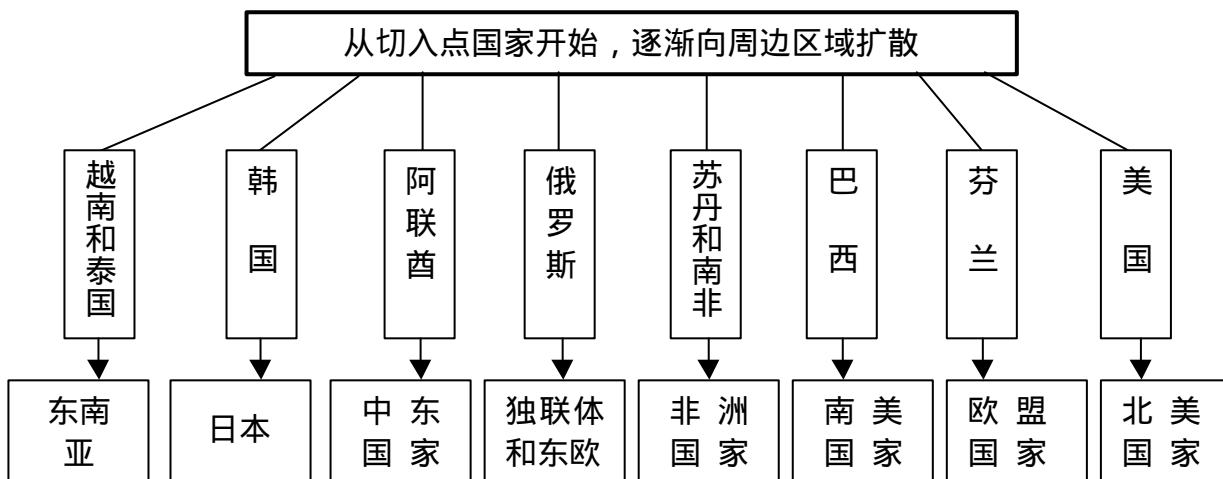 从切入点国家开始，逐渐向周边区域扩散
越南和泰国
韩国
阿联酋
俄罗斯
苏丹和南非
巴西
芬兰
美国
东南
亚
日本
中 东
国 家
独联体
和东欧
非 洲
国 家
南 美
国 家
欧 盟
国 家
北 美
国 家